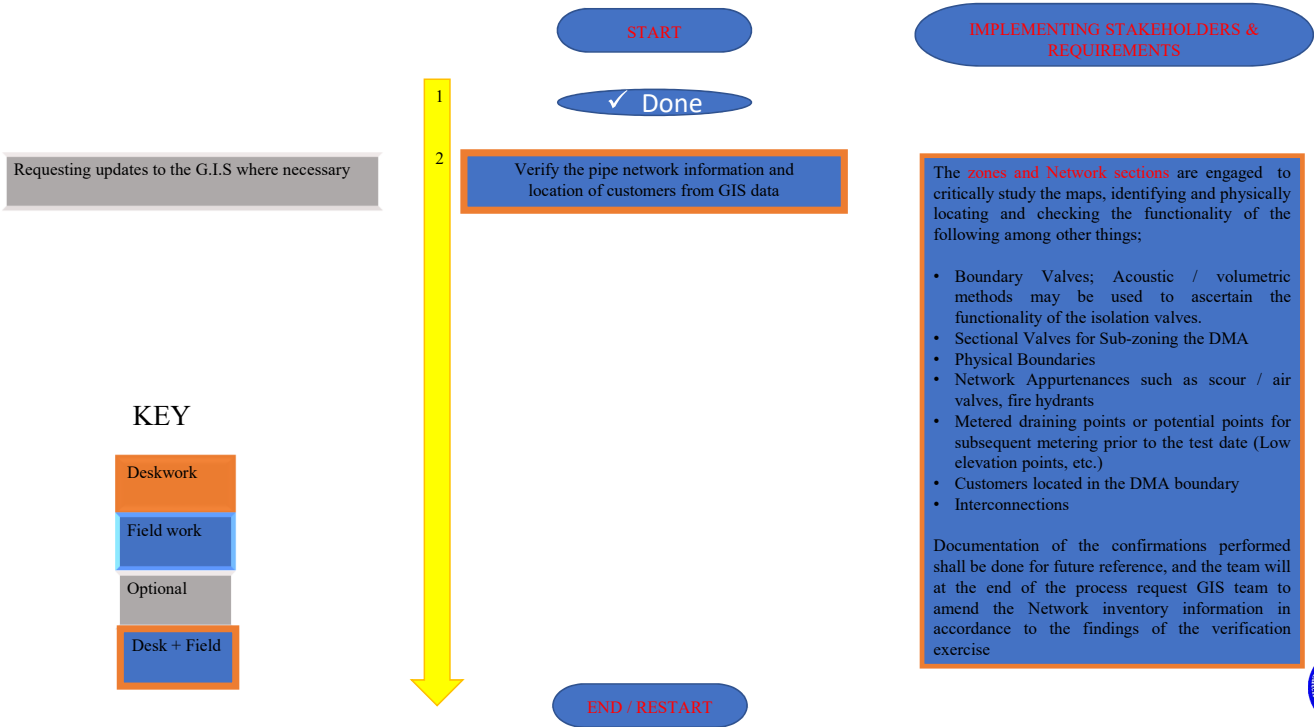 START
IMPLEMENTING STAKEHOLDERS &
REQUIREMENTS
1
✓ Done
2
Requesting updates to the G.I.S where necessary
Verify the pipe network information and
location of customers from GIS data
The zones and Network sections are engaged to
critically study the maps, identifying and physically
locating and checking the functionality of the
following among other things;
• Boundary Valves; Acoustic / volumetric
methods may be used to ascertain the
functionality of the isolation valves.
• Sectional Valves for Sub-zoning the DMA
• Physical Boundaries
• Network Appurtenances such as scour / air
valves, fire hydrants
• Metered draining points or potential points for
subsequent metering prior to the test date (Low
elevation points, etc.)
• Customers located in the DMA boundary
• Interconnections
Documentation of the confirmations performed
shall be done for future reference, and the team will
at the end of the process request GIS team to
amend the Network inventory information in
accordance to the findings of the verification
exercise
KEY
Deskwork
Field work
Optional
Desk + Field
END / RESTART